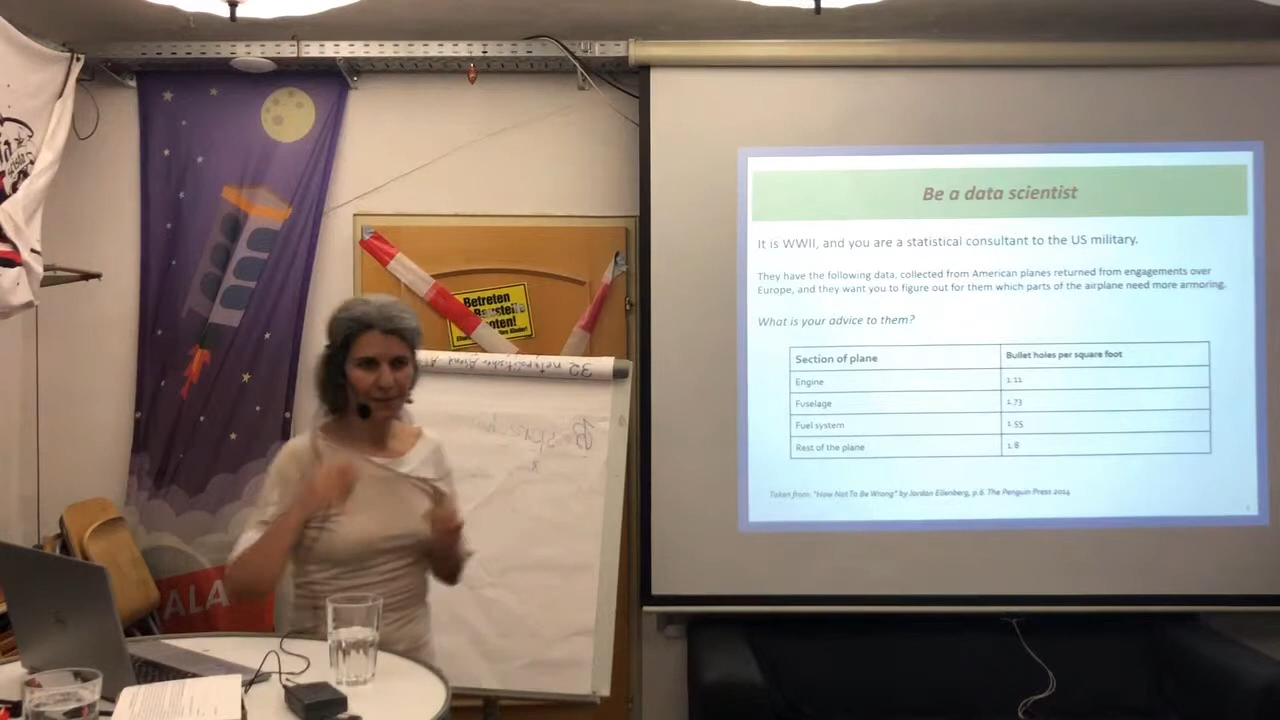 Be a data scientist
It is WWII, and you are a statistical consultant to the US military.
They have the following data, collected from American planes returned from engagements over
Europe, and they want you to figure out for them which parts of the airplane need more armoring.
What is your advice to them?
Section of plane
Bullet holes per square foot
Engine
1.11
Fuselage
1.73
Fuel system
1.55
Rest of the plane
1.8
Taken from: "How Not To Be Wrong" by Jordan Ellenberg, p.6. The Penguin Press 2014
Betreten
Baustelle
ALA
32